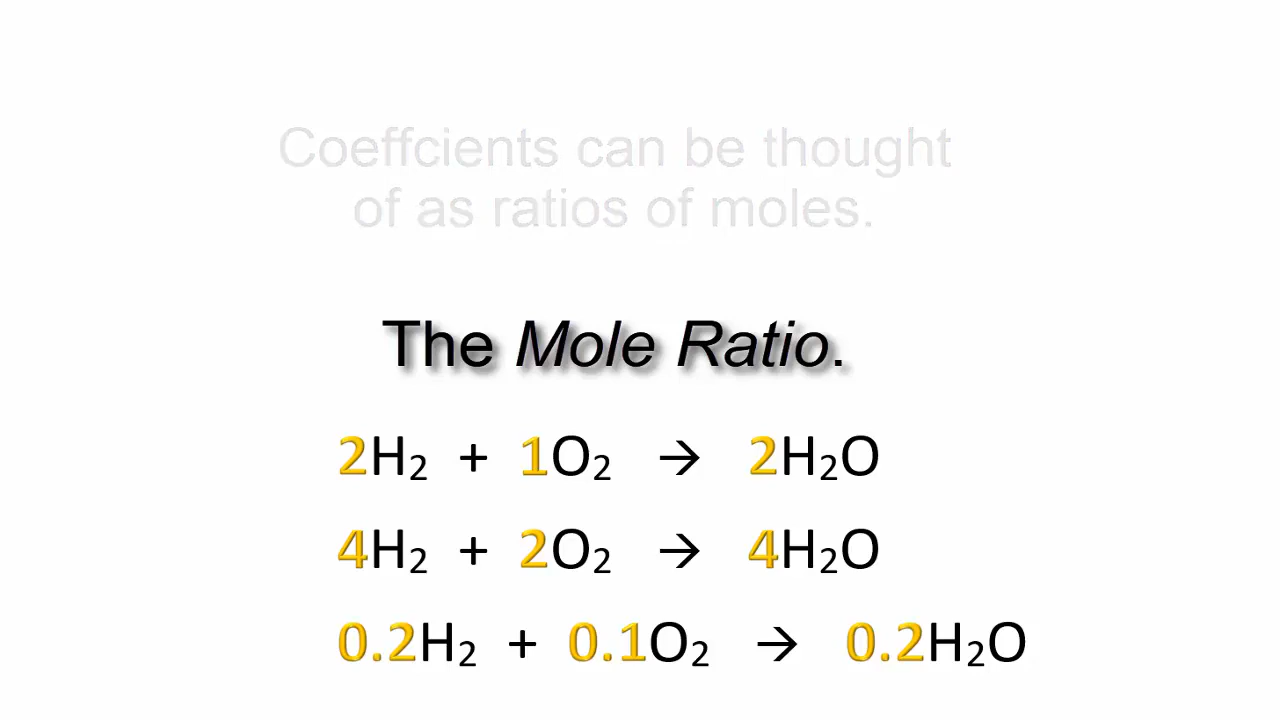 Coeffcients can be thought
of as ratios of moles.
The Mole Ratio.
2H₂ + 1O₂ → 2H₂O
4H₂ + 2O₂ → 4H₂O
0.2H₂ + 0.1O₂ → 0.2H₂O